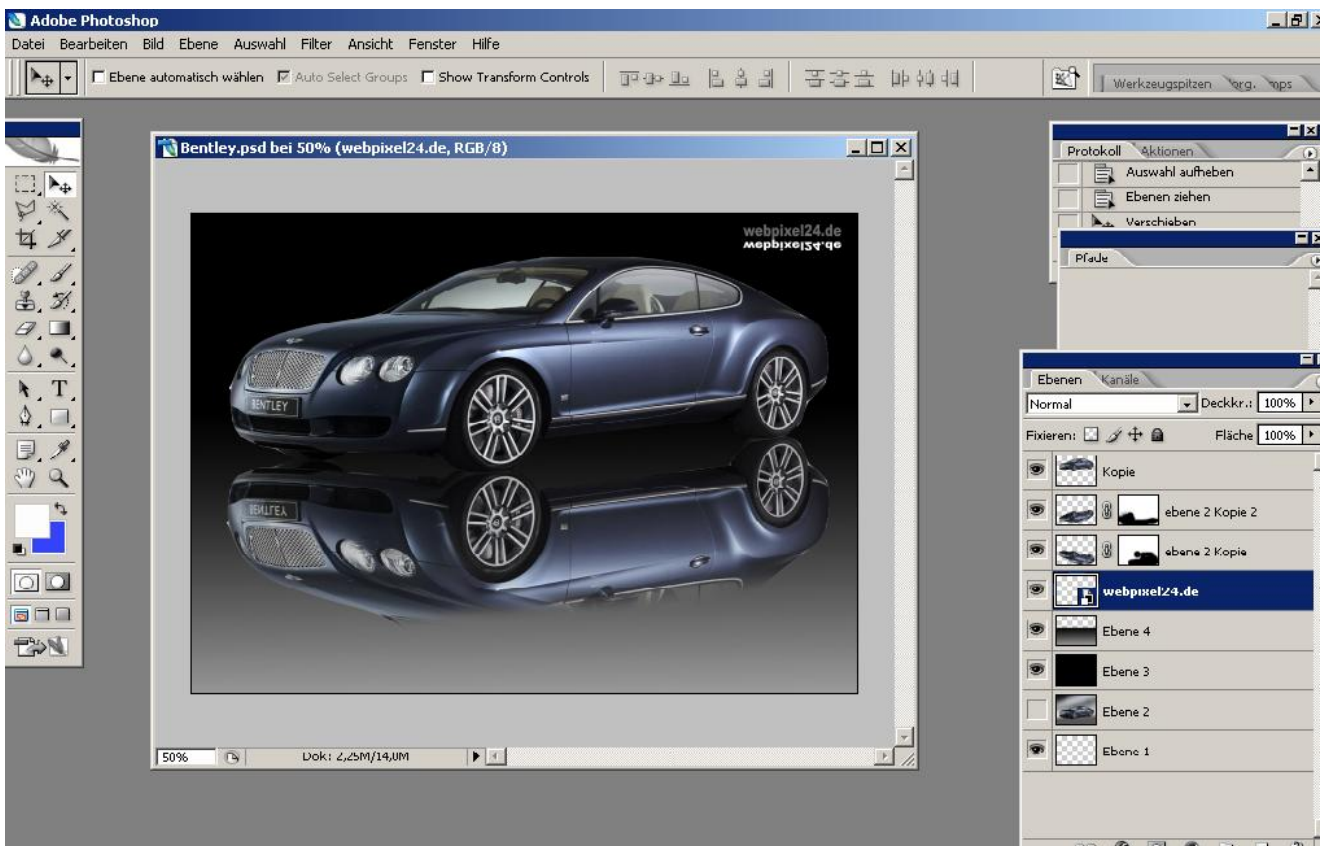 Adobe Photoshop
Datei Bearbeiten Bild Ebene Auswahl Filter Ansicht Fenster Hilfe
Ebene automatisch wählen Auto Select Groups Show Transform Controls
Werkzeugspitzen
Bentley.psd bei 50% (webpixel24.de, RGB/8)
webpixel24.de
webpixel24.de
BENTLEY
BENTLEY
50% Dok: 2,25M/14,0M
Protokoll Aktionen
Auswahl aufheben
Ebenen ziehen
Verschieben
Pfade
Ebenen Kanäle
Normal Deckkr.: 100%
Fixieren: Fläche 100%
Kopie
ebene 2 Kopie 2
ebene 2 Kopie
webpixel24.de
Ebene 4
Ebene 3
Ebene 2
Ebene 1